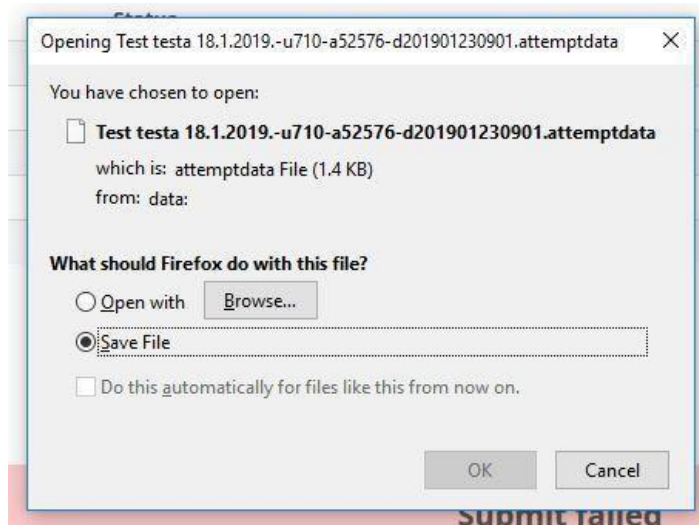 Status
Opening Test testa 18.1.2019.-u710-a52576-d201901230901.attemptdata
You have chosen to open:
Test testa 18.1.2019.-u710-a52576-d201901230901.attemptdata
which is: attemptdata File (1.4 KB)
from: data:
What should Firefox do with this file?
Open with Browse...
Save File
Do this automatically for files like this from now on.
OK Cancel
Submit failed